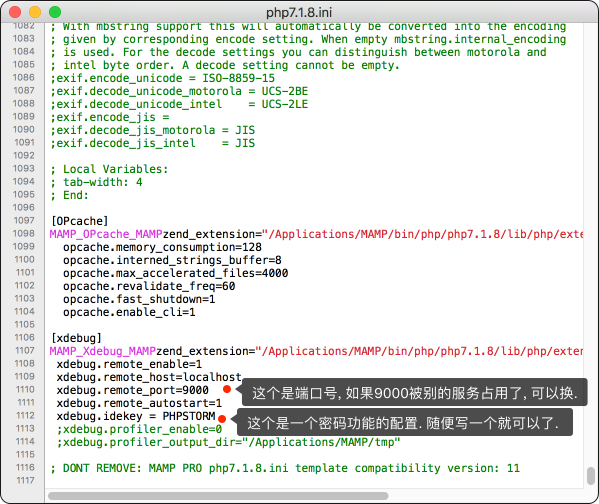 php7.1.8.ini
1082 ; With mbstring support this will automatically be converted into the encoding
1083 ; given by corresponding encode setting. When empty mbstring.internal_encoding
1084 ; is used. For the decode settings you can distinguish between motorola and
1085 ; intel byte order. A decode setting cannot be empty.
1086 ;exif.encode_unicode = ISO-8859-15
1087 ;exif.decode_unicode_motorola = UCS-2BE
1088 ;exif.decode_unicode_intel    = UCS-2LE
1089 ;exif.encode_jis =
1090 ;exif.decode_jis_motorola = JIS
1091 ;exif.decode_jis_intel    = JIS
1092
1093 ; Local Variables:
1094 ; tab-width: 4
1095 ; End:
1096
1097 [OPcache]
1098 MAMP_OPcache_MAMPzend_extension="/Applications/MAMP/bin/php/php7.1.8/lib/php/exte
1099   opcache.memory_consumption=128
1100   opcache.interned_strings_buffer=8
1101   opcache.max_accelerated_files=4000
1102   opcache.revalidate_freq=60
1103   opcache.fast_shutdown=1
1104   opcache.enable_cli=1
1105
1106 [xdebug]
1107 MAMP_Xdebug_MAMPzend_extension="/Applications/MAMP/bin/php/php7.1.8/lib/php/exten
1108  xdebug.remote_enable=1
1109  xdebug.remote_host=localhost
1110  xdebug.remote_port=9000 这个是端口号, 如果9000被别的服务占用了, 可以换.
1111  xdebug.remote_autostart=1
1112  xdebug.idekey = PHPSTORM 这个是一个密码功能的配置. 随便写一个就可以了.
1113  ;xdebug.profiler_enable=0
1114  ;xdebug.profiler_output_dir="/Applications/MAMP/tmp"
1115
1116 ; DONT REMOVE: MAMP PRO php7.1.8.ini template compatibility version: 11
1117